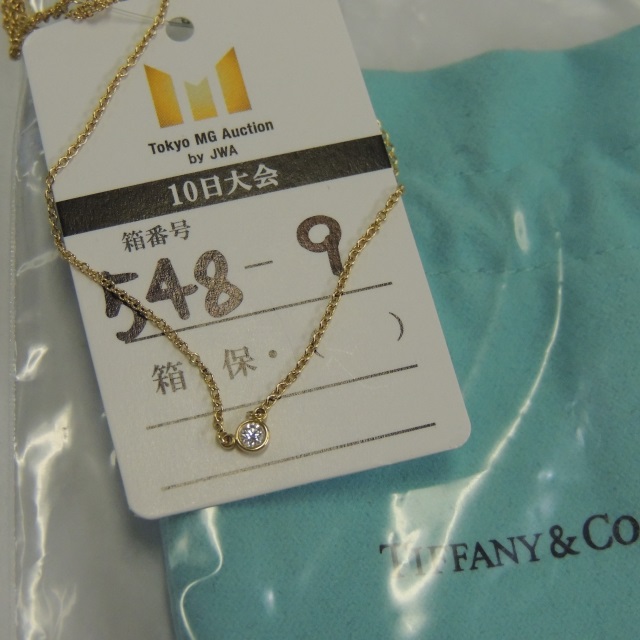 Tokyo MG Auction
by JWA
10日大会
箱番号
548-9
箱 保・( )
TIFFANY & CO